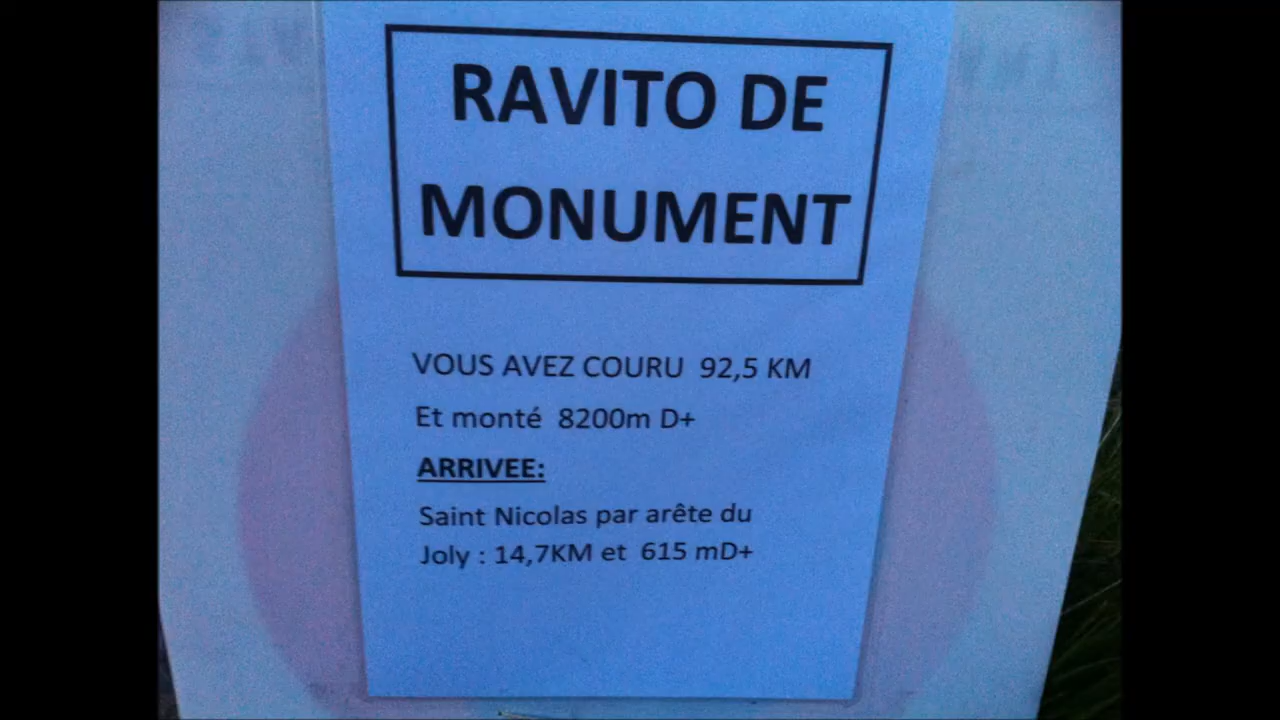 RAVITO DE
MONUMENT
VOUS AVEZ COURU 92,5 KM
Et monté 8200m D+
ARRIVEE:
Saint Nicolas par arête du
Joly : 14,7KM et 615 mD+